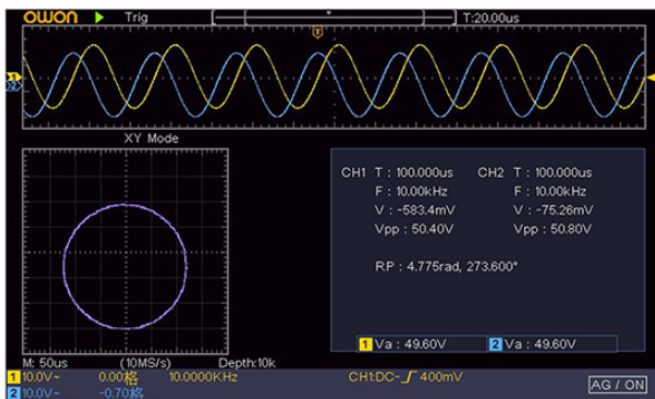 OWON Trig T:20.00us
T
1
2
XY Mode
CH1 T : 100.000us CH2 T : 100.000us
F : 10.00kHz F : 10.00kHz
V : -583.4mV V : -75.26mV
Vpp : 50.40V Vpp : 50.80V
RP : 4.775rad, 273.600°
1 Va : 49.60V 2 Va : 49.60V
M: 50us (10MS/s) Depth:10k
1 10.0V~ 0.00格 10.0000KHz CH1:DC- 400mV
2 10.0V~ -0.70格
AG / ON